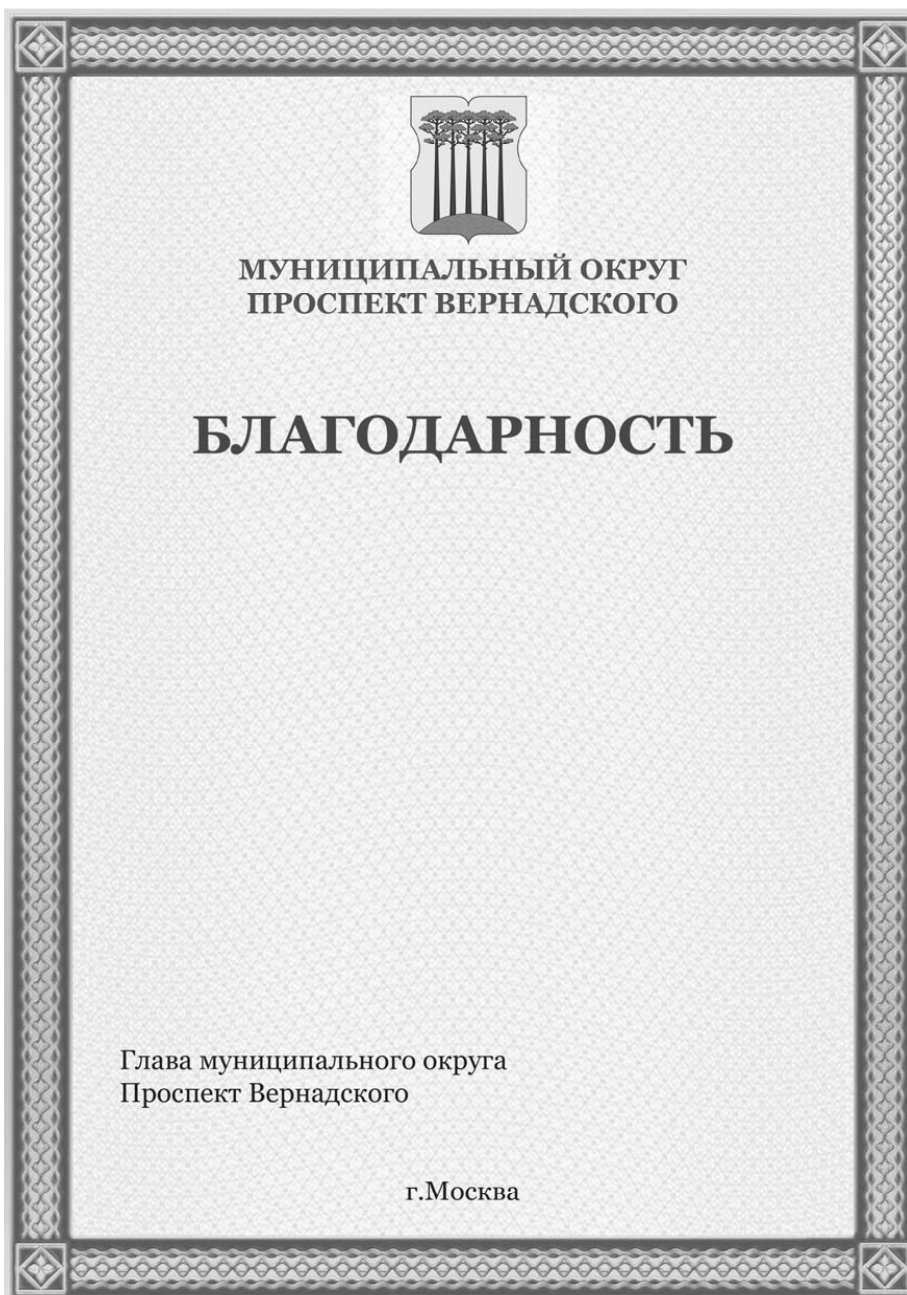 МУНИЦИПАЛЬНЫЙ ОКРУГ
ПРОСПЕКТ ВЕРНАДСКОГО
БЛАГОДАРНОСТЬ
Глава муниципального округа
Проспект Вернадского
г.Москва